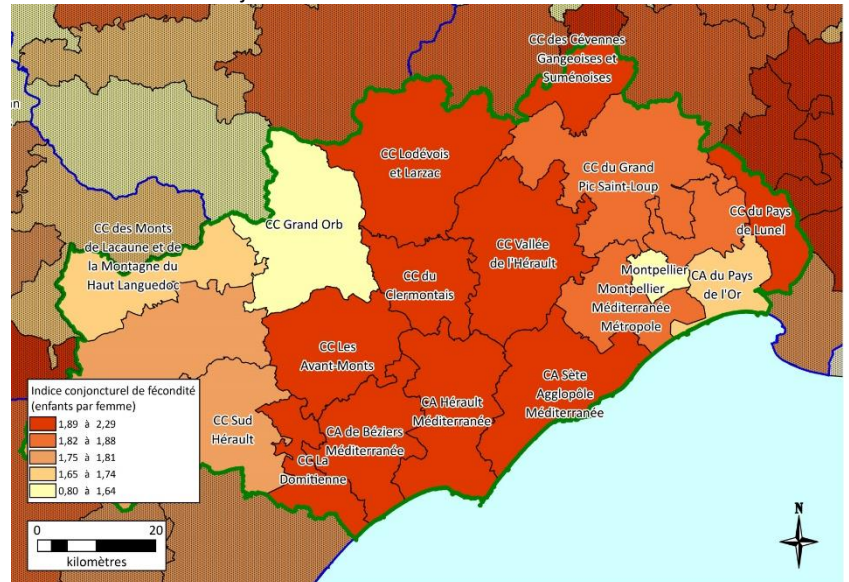 CC des Cévennes
Gangeoises et
Suménoises
CC Lodévois
et Larzac
CC du Grand
Pic Saint-Loup
CC Grand Orb
CC des Monts
de Lacaune et de
la Montagne du
Haut Languedoc
CC du Pays
de Lunel
CC Vallée
de l'Hérault
CC du
Clermontais
Montpellier
Montpellier
Méditerranée
Métropole
CA du Pays
de l'Or
CC Les
Avant-Monts
CA Sète
Agglopôle
Méditerranée
CA Hérault
Méditerranée
CC Sud
Hérault
CA de Béziers
Méditerranée
CC La
Domitienne
Indice conjoncturel de fécondité
(enfants par femme)
1,89 à 2,29
1,82 à 1,88
1,75 à 1,81
1,65 à 1,74
0,80 à 1,64
0 20
kilomètres
N